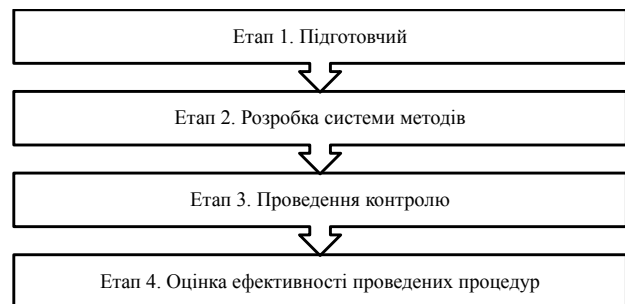 Етап 1. Підготовчий
Етап 2. Розробка системи методів
Етап 3. Проведення контролю
Етап 4. Оцінка ефективності проведених процедур